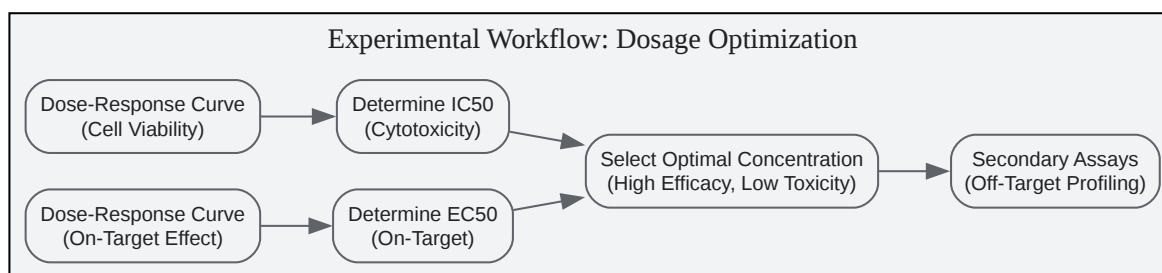 Experimental Workflow: Dosage Optimization
Dose-Response Curve
(Cell Viability)
Determine IC50
(Cytotoxicity)
Dose-Response Curve
(On-Target Effect)
Determine EC50
(On-Target)
Select Optimal Concentration
(High Efficacy, Low Toxicity)
Secondary Assays
(Off-Target Profiling)